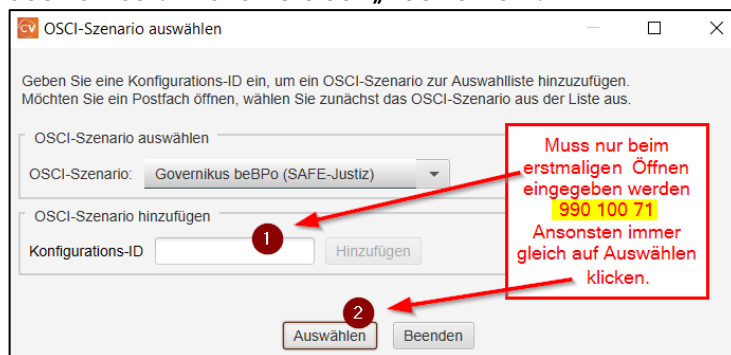 CV OSCI-Szenario auswählen
Geben Sie eine Konfigurations-ID ein, um ein OSCI-Szenario zur Auswahlliste hinzuzufügen.
Möchten Sie ein Postfach öffnen, wählen Sie zunächst das OSCI-Szenario aus der Liste aus.
OSCI-Szenario auswählen
OSCI-Szenario: Governikus beBPo (SAFE-Justiz)
OSCI-Szenario hinzufügen
Konfigurations-ID 1 Hinzufügen
Muss nur beim
erstmaligen Öffnen
eingegeben werden
990 100 71
Ansonsten immer
gleich auf Auswählen
klicken.
2
Auswählen Beenden